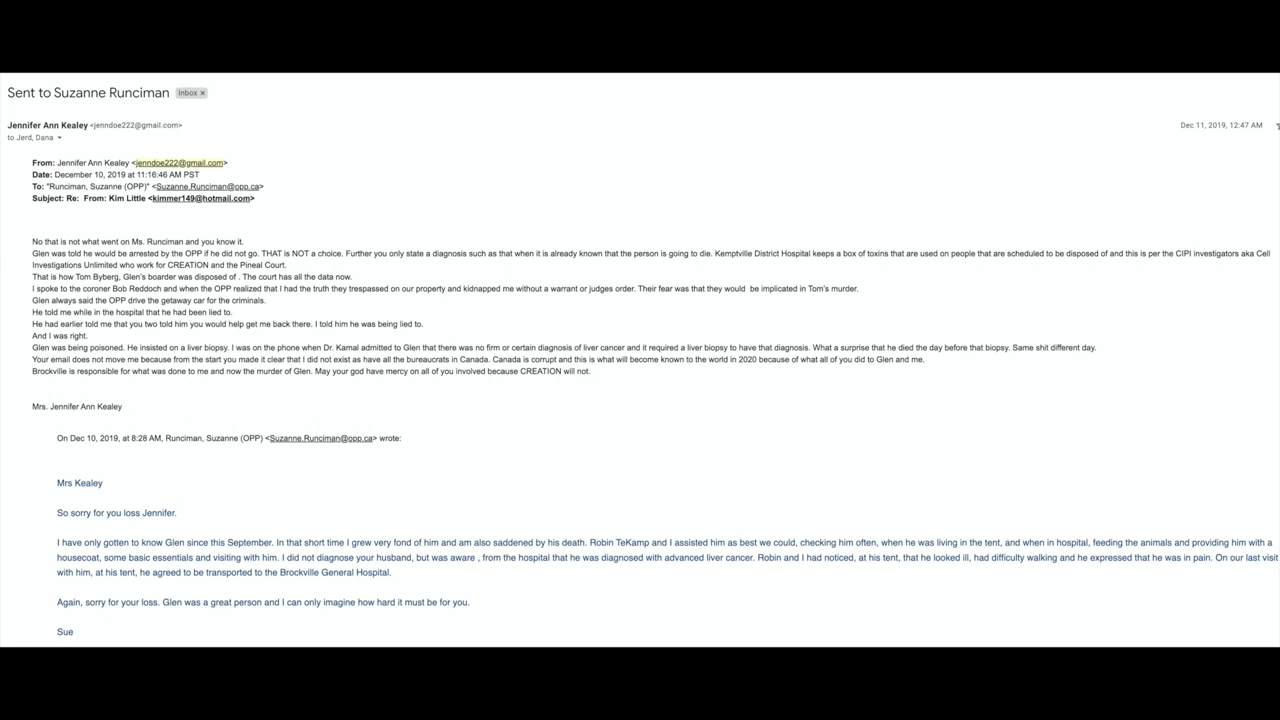 Sent to Suzanne Runciman Inbox x
Jennifer Ann Kealey <jenndoe222@gmail.com> Dec 11, 2019, 12:47 AM
to Jerd, Dana
From: Jennifer Ann Kealey <jenndoe222@gmail.com>
Date: December 10, 2019 at 11:16:46 AM PST
To: "Runciman, Suzanne (OPP)" <Suzanne.Runciman@opp.ca>
Subject: Re: From: Kim Little <kimmer149@hotmail.com>
No that is not what went on Ms. Runciman and you know it.
Glen was told he would be arrested by the OPP if he did not go. THAT is NOT a choice. Further you only state a diagnosis such as that when it is already known that the person is going to die. Kemptville District Hospital keeps a box of toxins that are used on people that are scheduled to be disposed of and this is per the CIPI investigators aka Cell
Investigations Unlimited who work for CREATION and the Pineal Court.
That is how Tom Byberg, Glen's boarder was disposed of . The court has all the data now.
I spoke to the coroner Bob Reddoch and when the OPP realized that I had the truth they trespassed on our property and kidnapped me without a warrant or judges order. Their fear was that they would be implicated in Tom's murder.
Glen always said the OPP drive the getaway car for the criminals.
He told me while in the hospital that he had been lied to.
He had earlier told me that you two told him you would help get me back there. I told him he was being lied to.
And I was right.
Glen was being poisoned. He insisted on a liver biopsy. I was on the phone when Dr. Kamal admitted to Glen that there was no firm or certain diagnosis of liver cancer and it required a liver biopsy to have that diagnosis. What a surprise that he died the day before that biopsy. Same shit different day.
Your email does not move me because from the start you made it clear that I did not exist as have all the bureaucrats in Canada. Canada is corrupt and this is what will become known to the world in 2020 because of what all of you did to Glen and me.
Brockville is responsible for what was done to me and now the murder of Glen. May your god have mercy on all of you involved because CREATION will not.
Mrs. Jennifer Ann Kealey
On Dec 10, 2019, at 8:28 AM, Runciman, Suzanne (OPP) <Suzanne.Runciman@opp.ca> wrote:
Mrs Kealey
So sorry for you loss Jennifer.
I have only gotten to know Glen since this September. In that short time I grew very fond of him and am also saddened by his death. Robin TeKamp and I assisted him as best we could, checking him often, when he was living in the tent, and when in hospital, feeding the animals and providing him with a
housecoat, some basic essentials and visiting with him. I did not diagnose your husband, but was aware , from the hospital that he was diagnosed with advanced liver cancer. Robin and I had noticed, at his tent, that he looked ill, had difficulty walking and he expressed that he was in pain. On our last visit
with him, at his tent, he agreed to be transported to the Brockville General Hospital.
Again, sorry for your loss. Glen was a great person and I can only imagine how hard it must be for you.
Sue